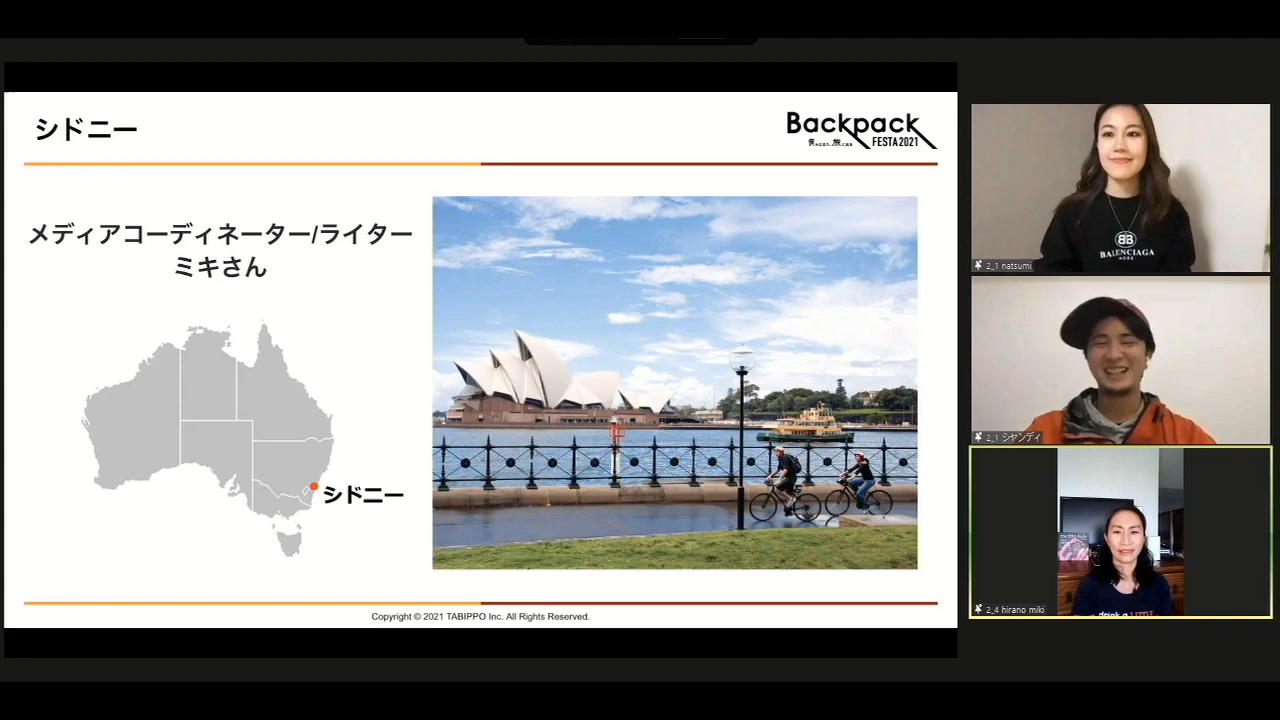 シドニー
Backpack
FESTA2021
メディアコーディネーター/ライター
ミキさん
シドニー
Copyright © 2021 TABIPPO Inc. All Rights Reserved.
BALENCIAGA
2_1 natsumi
2_1 シヤンディ
2_4 hirano miki